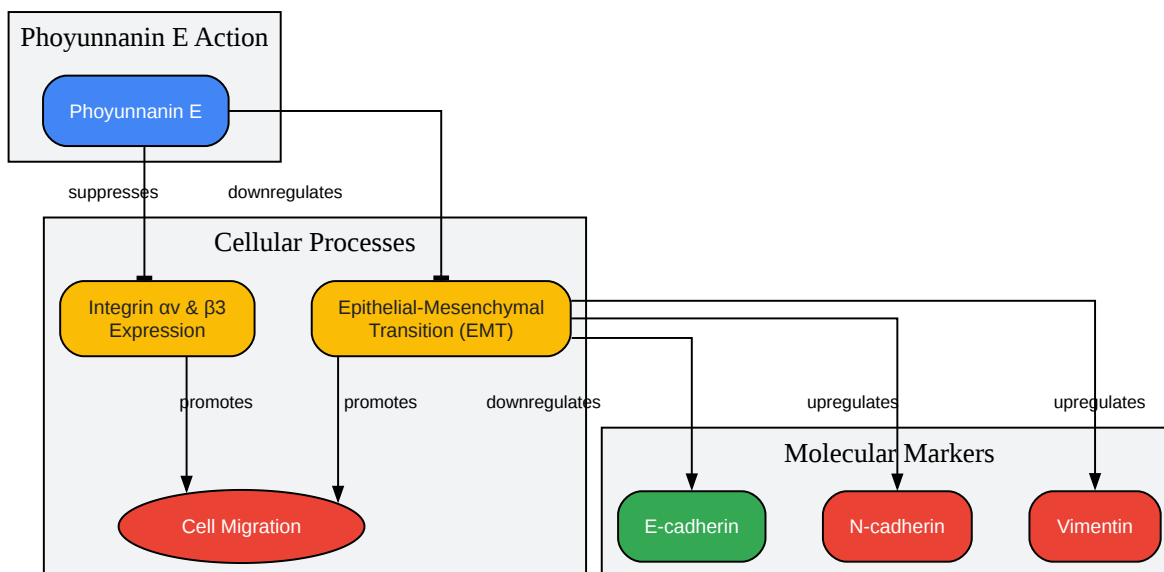 Phoyunnanin E Action
Phoyunnanin E
suppresses
downregulates
Cellular Processes
Integrin αv & β3
Expression
Epithelial-Mesenchymal
Transition (EMT)
promotes
promotes
downregulates
upregulates
upregulates
Molecular Markers
Cell Migration
E-cadherin
N-cadherin
Vimentin